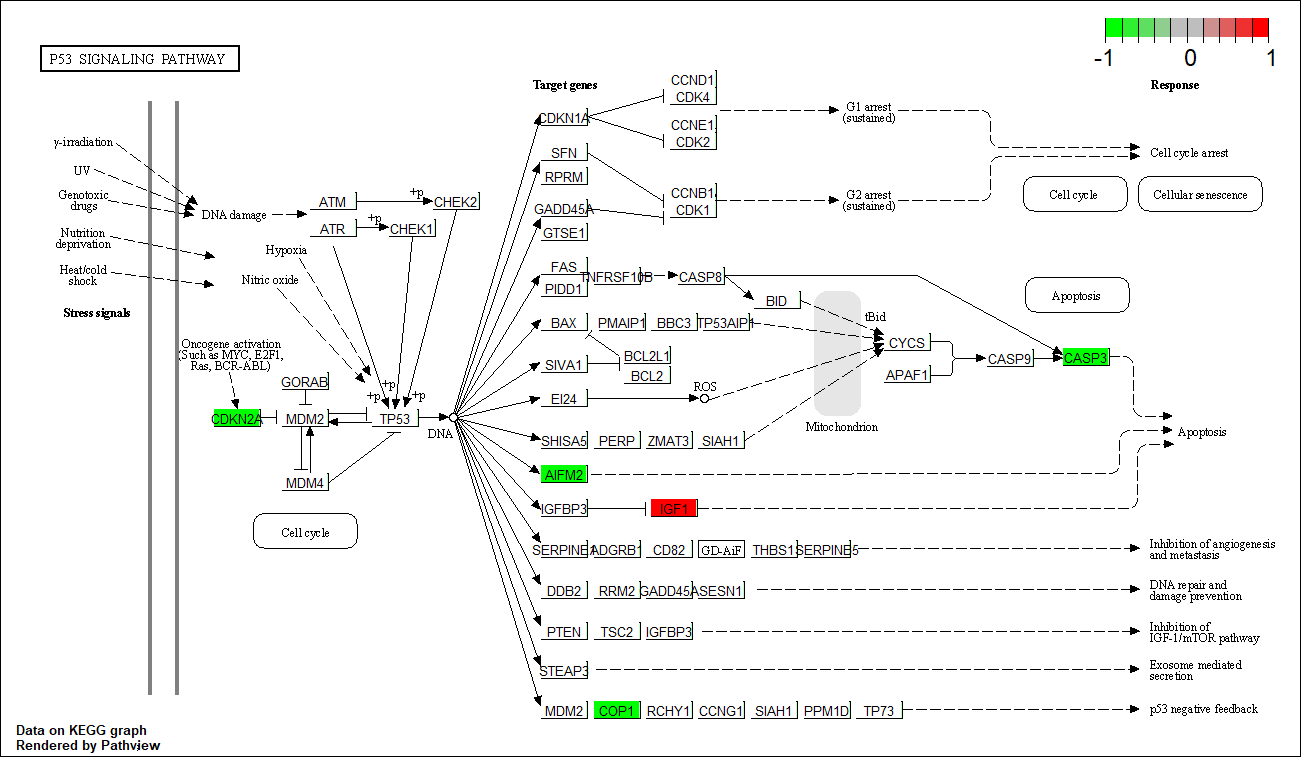 P53 SIGNALING PATHWAY
-1 0 1
Response
Target genes
γ-irradiation
UV
Genotoxic
drugs
Nutrition
deprivation
Heat/cold
shock
Stress signals
DNA damage
ATM
+p
CHEK2
ATR
+p
CHEK1
Hypoxia
Nitric oxide
Oncogene activation
(Such as MYC, E2F1,
Ras, BCR-ABL)
GORAB
CDKN2A
MDM2
+p
+p
+p
TP53
DNA
MDM4
Cell cycle
CDKN1A
CCND1
CDK4
CCNE1
CDK2
G1 arrest
(sustained)
SFN
RPRM
GADD45A
GTSE1
CCNB1
CDK1
G2 arrest
(sustained)
Cell cycle arrest
Cell cycle
Cellular senescence
FAS
PIDD1
TNFRSF10B
CASP8
BID
tBid
Apoptosis
BAX
PMAIP1
BBC3
TP53AIP1
CYCS
APAF1
CASP9
CASP3
SIVA1
BCL2L1
BCL2
EI24
ROS
Mitochondrion
SHISA5
PERP
ZMAT3
SIAH1
Apoptosis
AIFM2
IGFBP3
IGF1
SERPINE1
ADGRB1
CD82
GD-AiF
THBS1
SERPINE5
Inhibition of angiogenesis
and metastasis
DDB2
RRM2
GADD45A
SESN1
DNA repair and
damage prevention
PTEN
TSC2
IGFBP3
Inhibition of
IGF-1/mTOR pathway
STEAP3
Exosome mediated
secretion
MDM2
COP1
RCHY1
CCNG1
SIAH1
PPM1D
TP73
p53 negative feedback
Data on KEGG graph
Rendered by Pathview